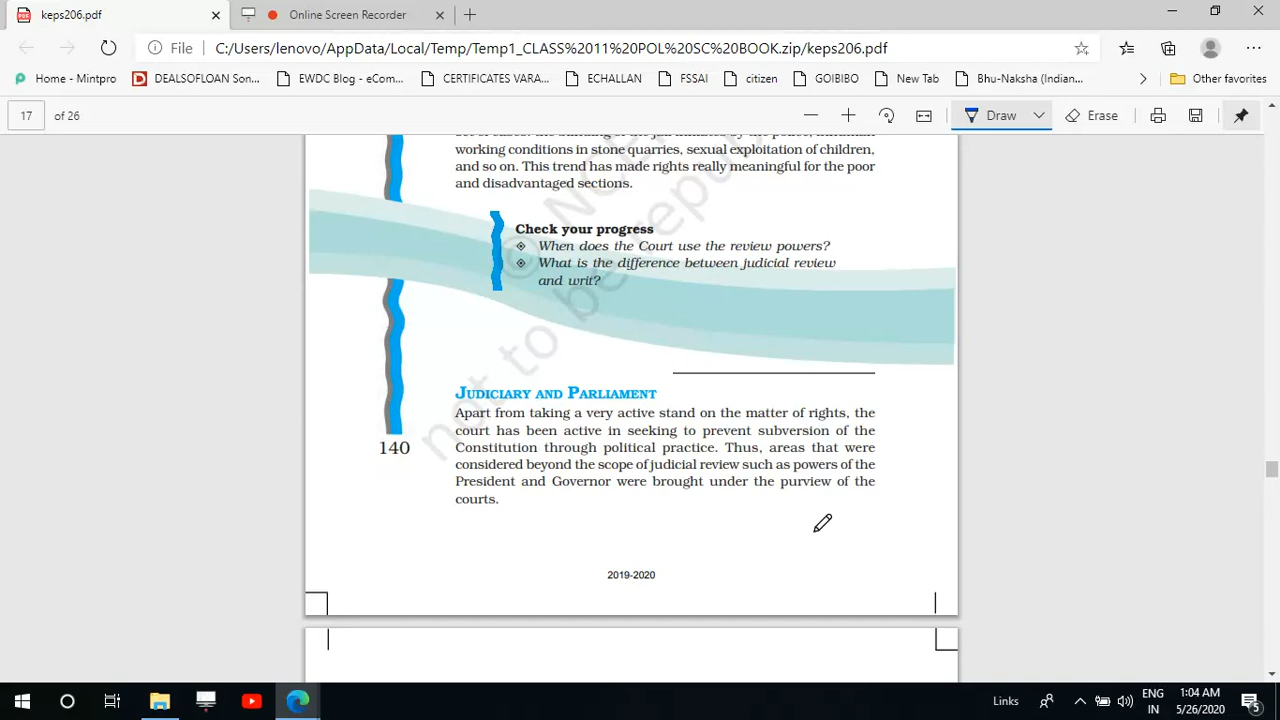 keps206.pdf
Online Screen Recorder
File
C:/Users/lenovo/AppData/Local/Temp/Temp1_CLASS%2011%20POL%20SC%20BOOK.zip/keps206.pdf
Home - Mintpro
DEALSOFLOAN Son...
EWDC Blog - eCom...
CERTIFICATES VARA...
ECHALLAN
FSSAI
citizen
GOIBIBO
New Tab
Bhu-Naksha (Indian...
Other favorites
17 of 26
Draw
Erase
working conditions in stone quarries, sexual exploitation of children,
and so on. This trend has made rights really meaningful for the poor
and disadvantaged sections.
Check your progress
When does the Court use the review powers?
What is the difference between judicial review
and writ?
© NCE
not to be repu
JUDICIARY AND PARLIAMENT
Apart from taking a very active stand on the matter of rights, the
court has been active in seeking to prevent subversion of the
Constitution through political practice. Thus, areas that were
considered beyond the scope of judicial review such as powers of the
President and Governor were brought under the purview of the
courts.
140
2019-2020
Links
ENG
IN
1:04 AM
5/26/2020
5